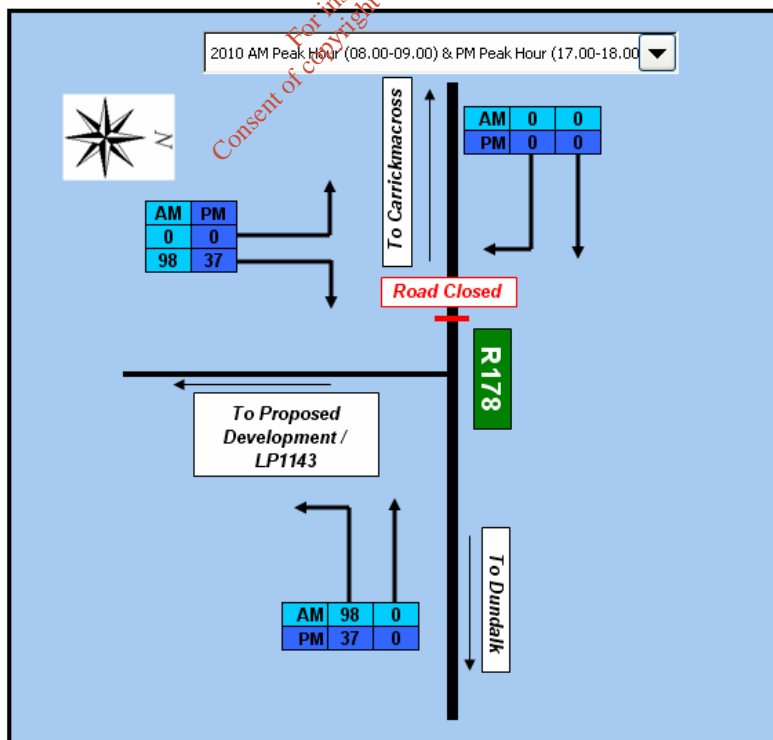 For ins
Consent of copyright
2010 AM Peak Hour (08.00-09.00) & PM Peak Hour (17.00-18.00
N
To Carrickmacross
AM 0 0
PM 0 0
AM PM
0 0
98 37
Road Closed
R178
To Proposed
Development /
LP1143
To Dundalk
AM 98 0
PM 37 0